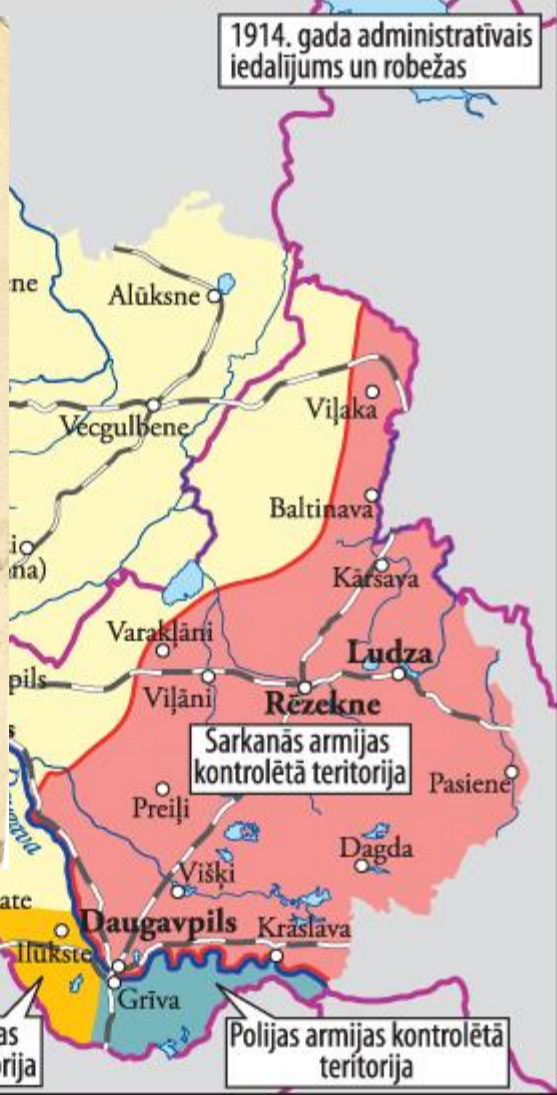 1914. gada administratīvais
iedalījums un robežas
Alūksne
Vecgulbene
Viļaka
Baltinava
Kārsava
Varakļāni
Ludza
Viļāni
Rēzekne
Sarkanās armijas
kontrolētā teritorija
Pasiene
Preiļi
Dagda
Višķi
Daugavpils
Krāslava
Ilūkste
Grīva
Polijas armijas kontrolētā
teritorija